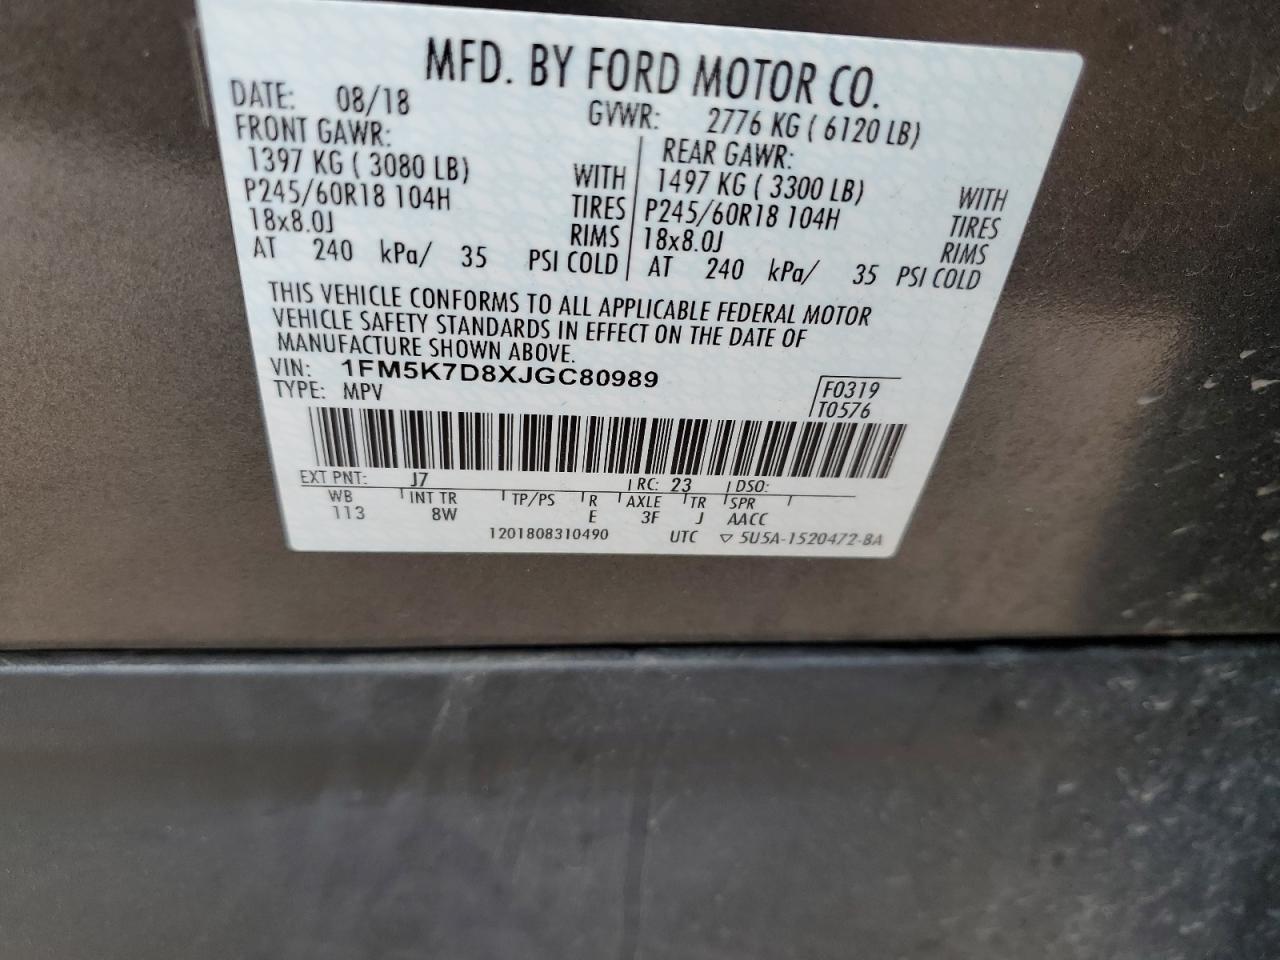 MFD. BY FORD MOTOR CO.
DATE: 08/18 GVWR: 2776 KG ( 6120 LB)
FRONT GAWR: REAR GAWR:
1397 KG ( 3080 LB) WITH 1497 KG ( 3300 LB) WITH
P245/60R18 104H TIRES P245/60R18 104H TIRES
18x8.0J RIMS 18x8.0J RIMS
AT 240 kPa/ 35 PSI COLD AT 240 kPa/ 35 PSI COLD
THIS VEHICLE CONFORMS TO ALL APPLICABLE FEDERAL MOTOR
VEHICLE SAFETY STANDARDS IN EFFECT ON THE DATE OF
MANUFACTURE SHOWN ABOVE.
VIN: 1FM5K7D8XJGC80989
TYPE: MPV F0319
T0576
EXT PNT: J7 RC: 23 DSO:
WB INT TR TP/PS R AXLE TR SPR
113 8W E 3F J AACC
1201808310490 UTC ▽ 5U5A-1520472-BA